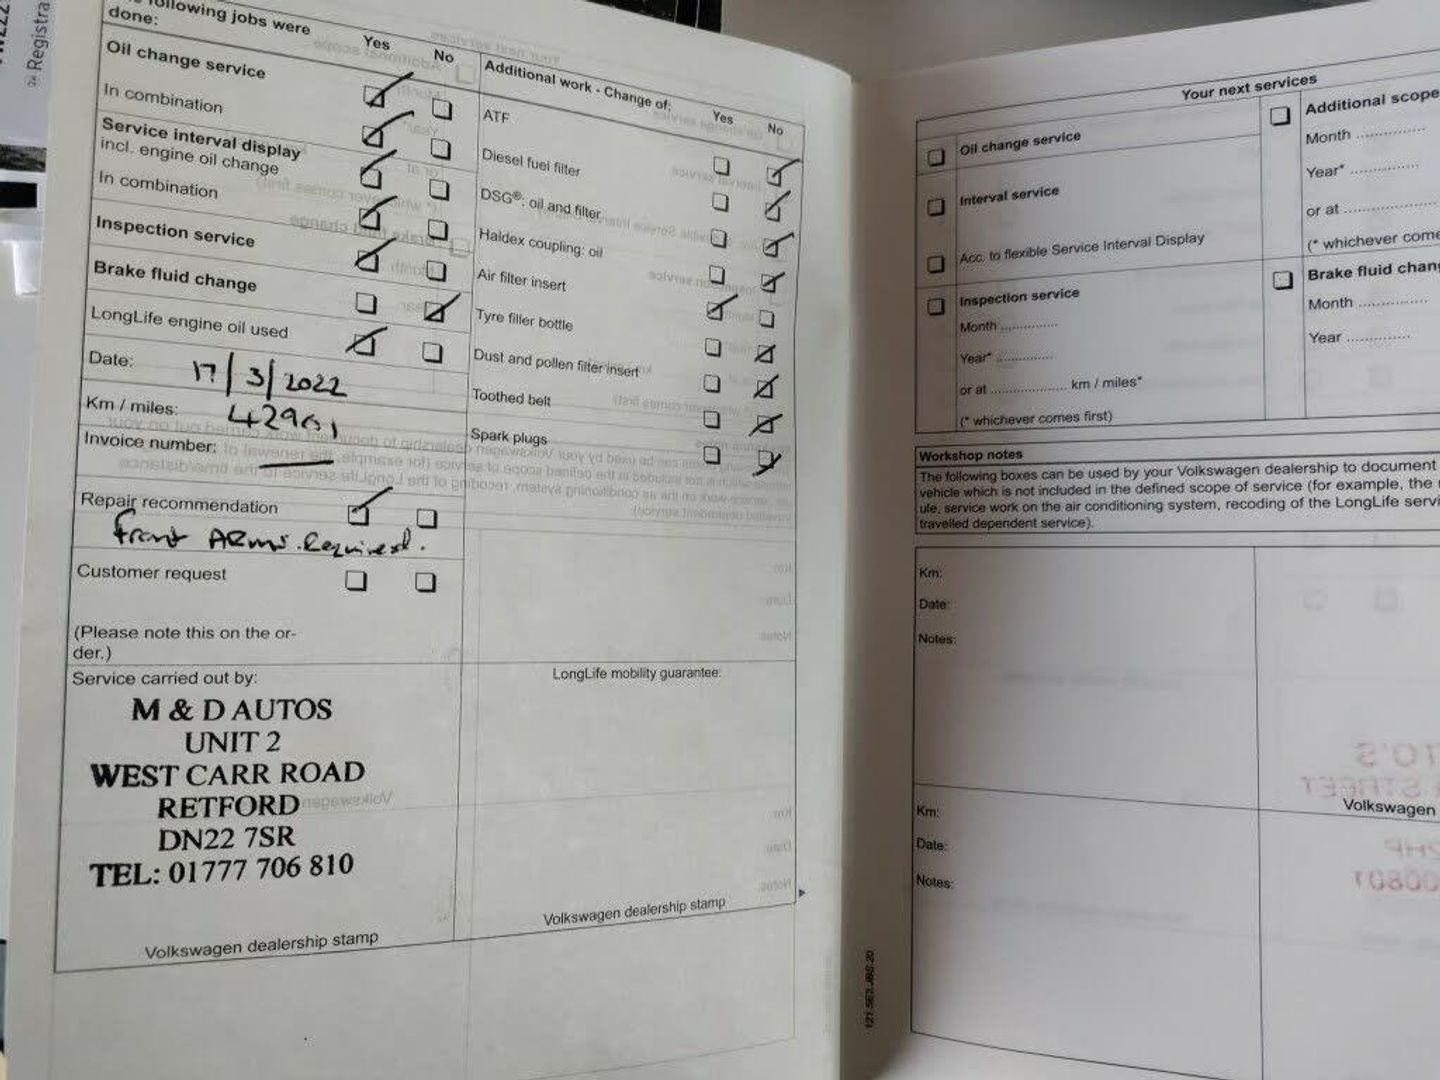 Registra
following jobs were
done:
Yes
No
Oil change service
In combination
Service interval display
incl. engine oil change
In combination
Inspection service
Brake fluid change
LongLife engine oil used
Date: 17/3/2022
Km / miles:
Invoice number:
Repair recommendation
front ARms Required.
Customer request
(Please note this on the or-
der.)
Service carried out by:
M & D AUTOS
UNIT 2
WEST CARR ROAD
RETFORD
DN22 7SR
TEL: 01777 706 810
Volkswagen dealership stamp
Additional work - Change of:
Yes
No
ATF
Diesel fuel filter
DSG®: oil and filter
Haldex coupling: oil
Air filter insert
Tyre filler bottle
Dust and pollen filter insert
Toothed belt
Spark plugs
LongLife mobility guarantee:
Volkswagen dealership stamp
121.5E3.JBS.20
Your next services
Oil change service
Interval service
Acc. to flexible Service Interval Display
Inspection service
Month ..............
Year* ..............
or at .................... km / miles*
(* whichever comes first)
Additional scope
Month ..............
Year* ..............
or at ..................
(* whichever come
Brake fluid chang
Month ..............
Year ..............
Workshop notes
The following boxes can be used by your Volkswagen dealership to document
vehicle which is not included in the defined scope of service (for example, the
ule, service work on the air conditioning system, recoding of the LongLife servi
travelled dependent service).
Km:
Date:
Notes:
Volkswagen
Km:
Date:
Notes: